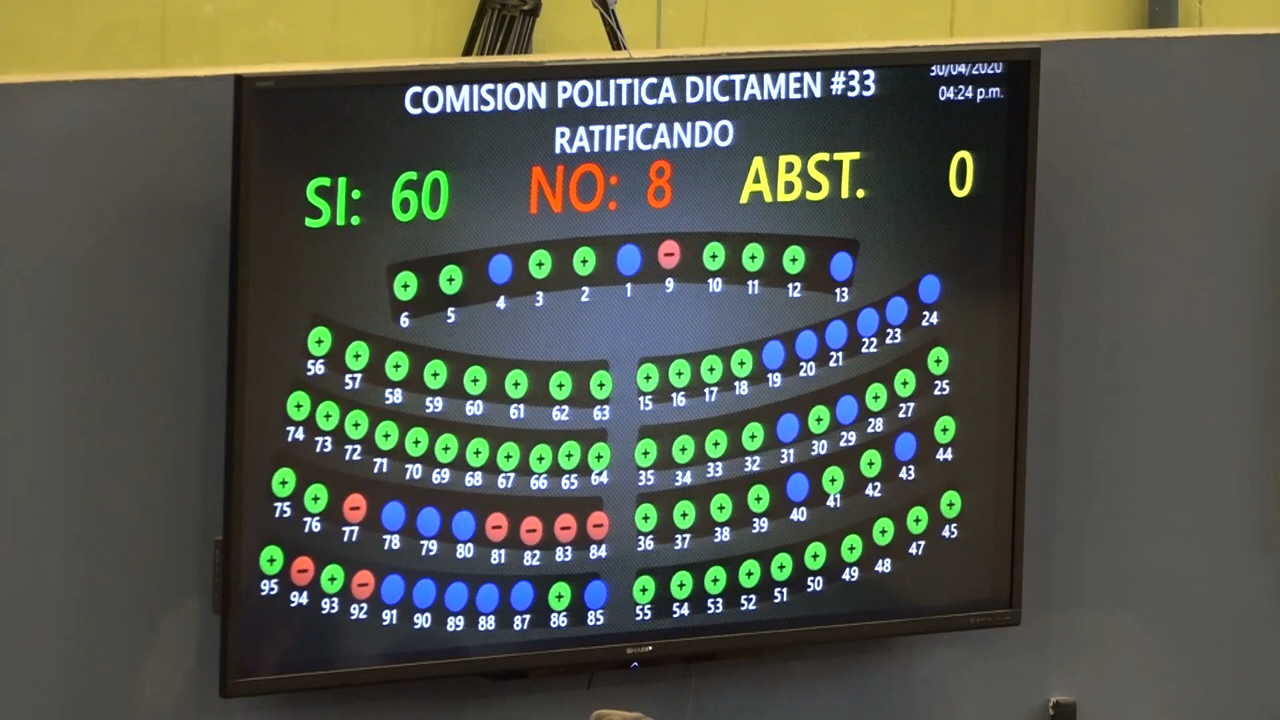 COMISION POLITICA DICTAMEN #33
30/04/2020
04:24 p.m.
RATIFICANDO
SI: 60 NO: 8 ABST. 0
6 5 4 3 2 1 9 10 11 12 13
56 57 58 59 60 61 62 63
15 16 17 18 19 20 21 22 23 24
74 73 72 71 70 69 68 67 66 65 64
35 34 33 32 31 30 29 28 27 25
75 76 77 78 79 80 81 82 83 84
36 37 38 39 40 41 42 43 44
95 94 93 92 91 90 89 88 87 86 85
55 54 53 52 51 50 49 48 47 45
SHARP